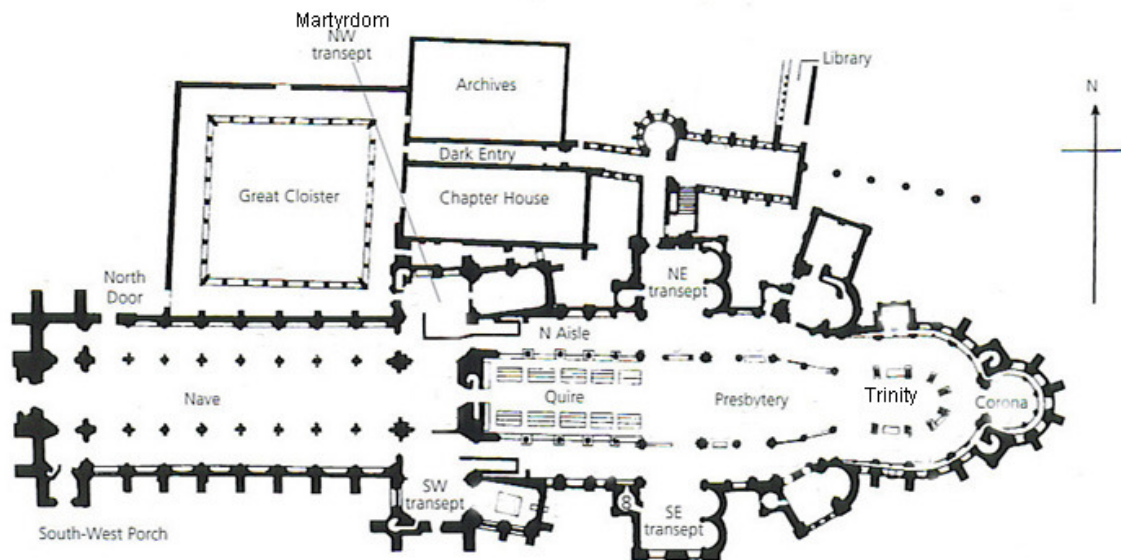 Martyrdom
NW
transept
Archives
Library
N
Dark Entry
Great Cloister
Chapter House
North
Door
NE
transept
N Aisle
Nave
Quire
Presbytery
Trinity
Corona
SW
transept
8
SE
transept
South-West Porch